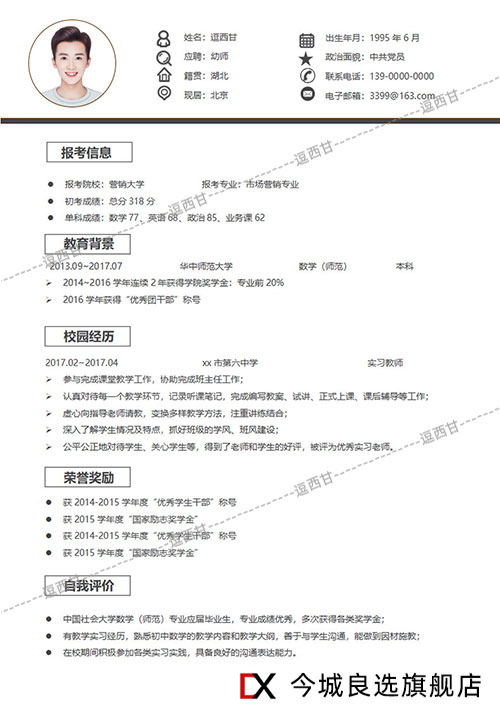 姓名：逗西甘 出生年月：1995 年 6 月
应聘：幼师 政治面貌：中共党员
籍贯：湖北 联系电话：139-0000-0000
现居：北京 电子邮箱：3399@163.com
报考信息
● 报考院校：营销大学 报考专业：市场营销专业
● 初考成绩：总分 318 分
● 单科成绩：数学 77、英语 68、政治 85、业务课 62
教育背景
2013.09~2017.07 华中师范大学 数学（师范） 本科
➢ 2014~2016 学年连续 2 年获得学院奖学金：专业前 20%
➢ 2016 学年获得“优秀团干部”称号
校园经历
2017.02~2017.04 xx 市第六中学 实习教师
➢ 参与完成课堂教学工作，协助完成班主任工作；
➢ 认真对待每一个教学环节，记录听课笔记，完成编写教案、试讲、正式上课、课后辅导等工作；
➢ 虚心向指导老师请教，变换多样教学方法，注重讲练结合；
➢ 深入了解学生情况及特点，抓好班级的学风、班风建设；
➢ 公平公正地对待学生、关心学生等，得到了老师和学生的好评，被评为优秀实习老师。
荣誉奖励
● 获 2014-2015 学年度“优秀学生干部”称号
● 获 2015 学年度“国家励志奖学金”
● 获 2014-2015 学年度“优秀学生干部”称号
● 获 2015 学年度“国家励志奖学金”
自我评价
● 中国社会大学数学（师范）专业应届毕业生，专业成绩优秀，多次获得各类奖学金；
● 有教学实习经历，熟悉初中数学的教学内容和教学大纲，善于与学生沟通，能做到因材施教；
● 在校期间积极参加各类实习实践，具备良好的沟通表达能力。
DX 今城良选旗舰店
逗西甘
逗西甘
逗西甘
逗西甘
逗西甘
逗西甘
逗西甘
逗西甘